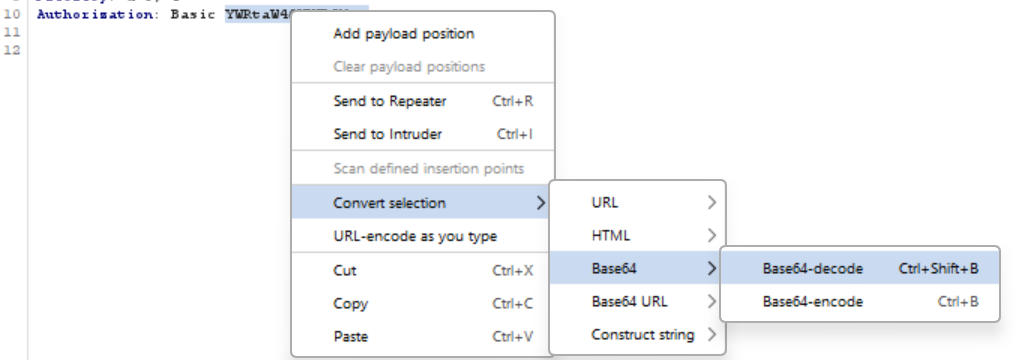 10 Authorization: Basic YWRtaW4
11
12
Add payload position
Clear payload positions
Send to Repeater Ctrl+R
Send to Intruder Ctrl+I
Scan defined insertion points
Convert selection
URL-encode as you type
Cut Ctrl+X
Copy Ctrl+C
Paste Ctrl+V
URL
HTML
Base64
Base64 URL
Construct string
Base64-decode Ctrl+Shift+B
Base64-encode Ctrl+B